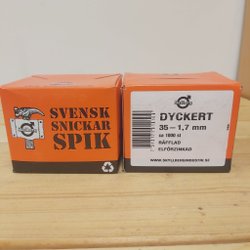 SVENSK
SNICKAR
SPIK
DYCKERT
35 – 1,7 mm
ca 1000 st
RÄFFLAD
ELFÖRZINKAD